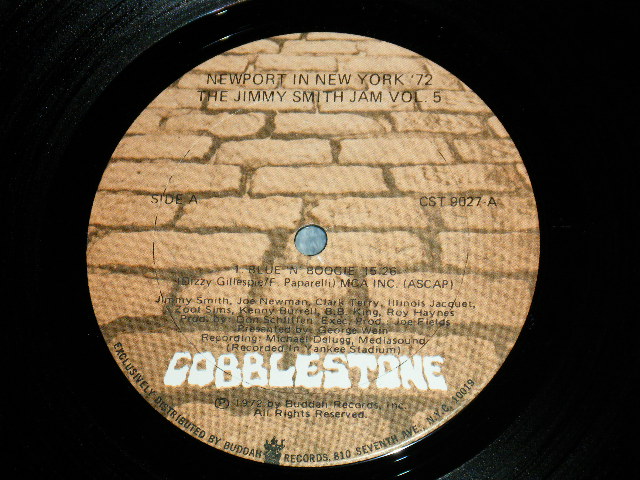 NEWPORT IN NEW YORK '72
THE JIMMY SMITH JAM VOL. 5
SIDE A
CST 9027-A
1. BLUE 'N' BOOGIE 15:26
(Dizzy Gillespie/F. Paparelli) MCA INC. (ASCAP)
Jimmy Smith, Joe Newman, Clark Terry, Illinois Jacquet,
Zoot Sims, Kenny Burrell, B.B. King, Roy Haynes
Prod. by: Don Schlitten Exec. Prod.: Joe Fields
Presented by: George Wein
Recording: Michael Delugg, Mediasound
(Recorded in Yankee Stadium)
COBBLESTONE
℗ 1972 by Buddah Records, Inc.
All Rights Reserved.
EXCLUSIVELY DISTRIBUTED BY BUDDAH RECORDS, 810 SEVENTH AVE., N.Y.C. 10019